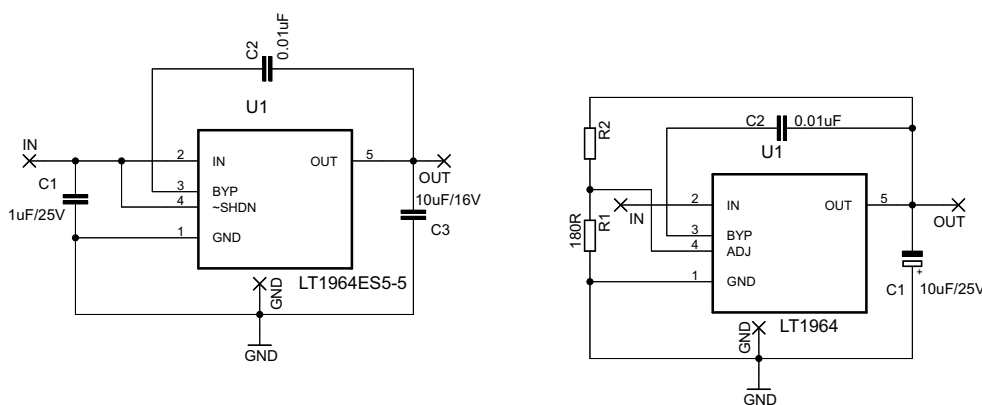 C2
0.01uF
U1
IN
2
IN
OUT
5
OUT
C1
1uF/25V
3
BYP
4
~SHDN
1
GND
10uF/16V
C3
LT1964ES5-5
GND
GND
R2
C2
0.01uF
U1
180R
R1
IN
2
IN
OUT
5
OUT
3
BYP
4
ADJ
1
GND
+
C1
10uF/25V
LT1964
GND
GND